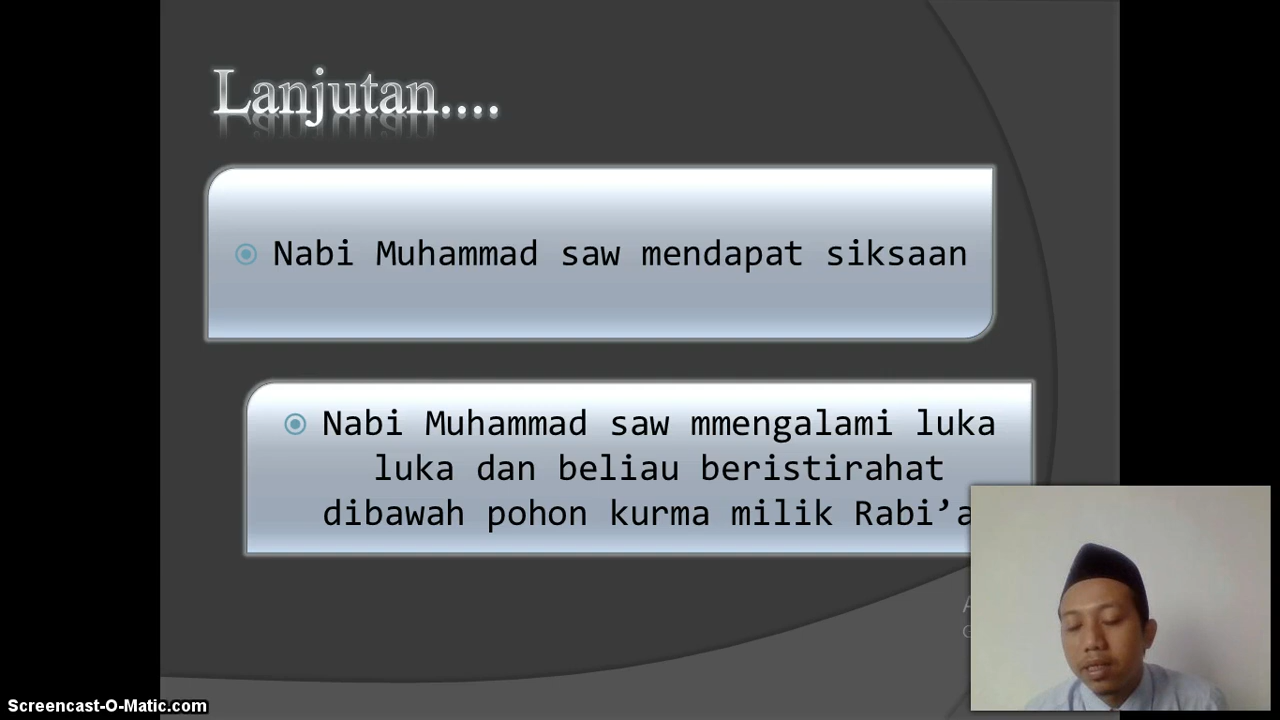 Lanjutan....
Nabi Muhammad saw mendapat siksaan
Nabi Muhammad saw mmengalami luka
luka dan beliau beristirahat
dibawah pohon kurma milik
Screencast-O-Matic.com